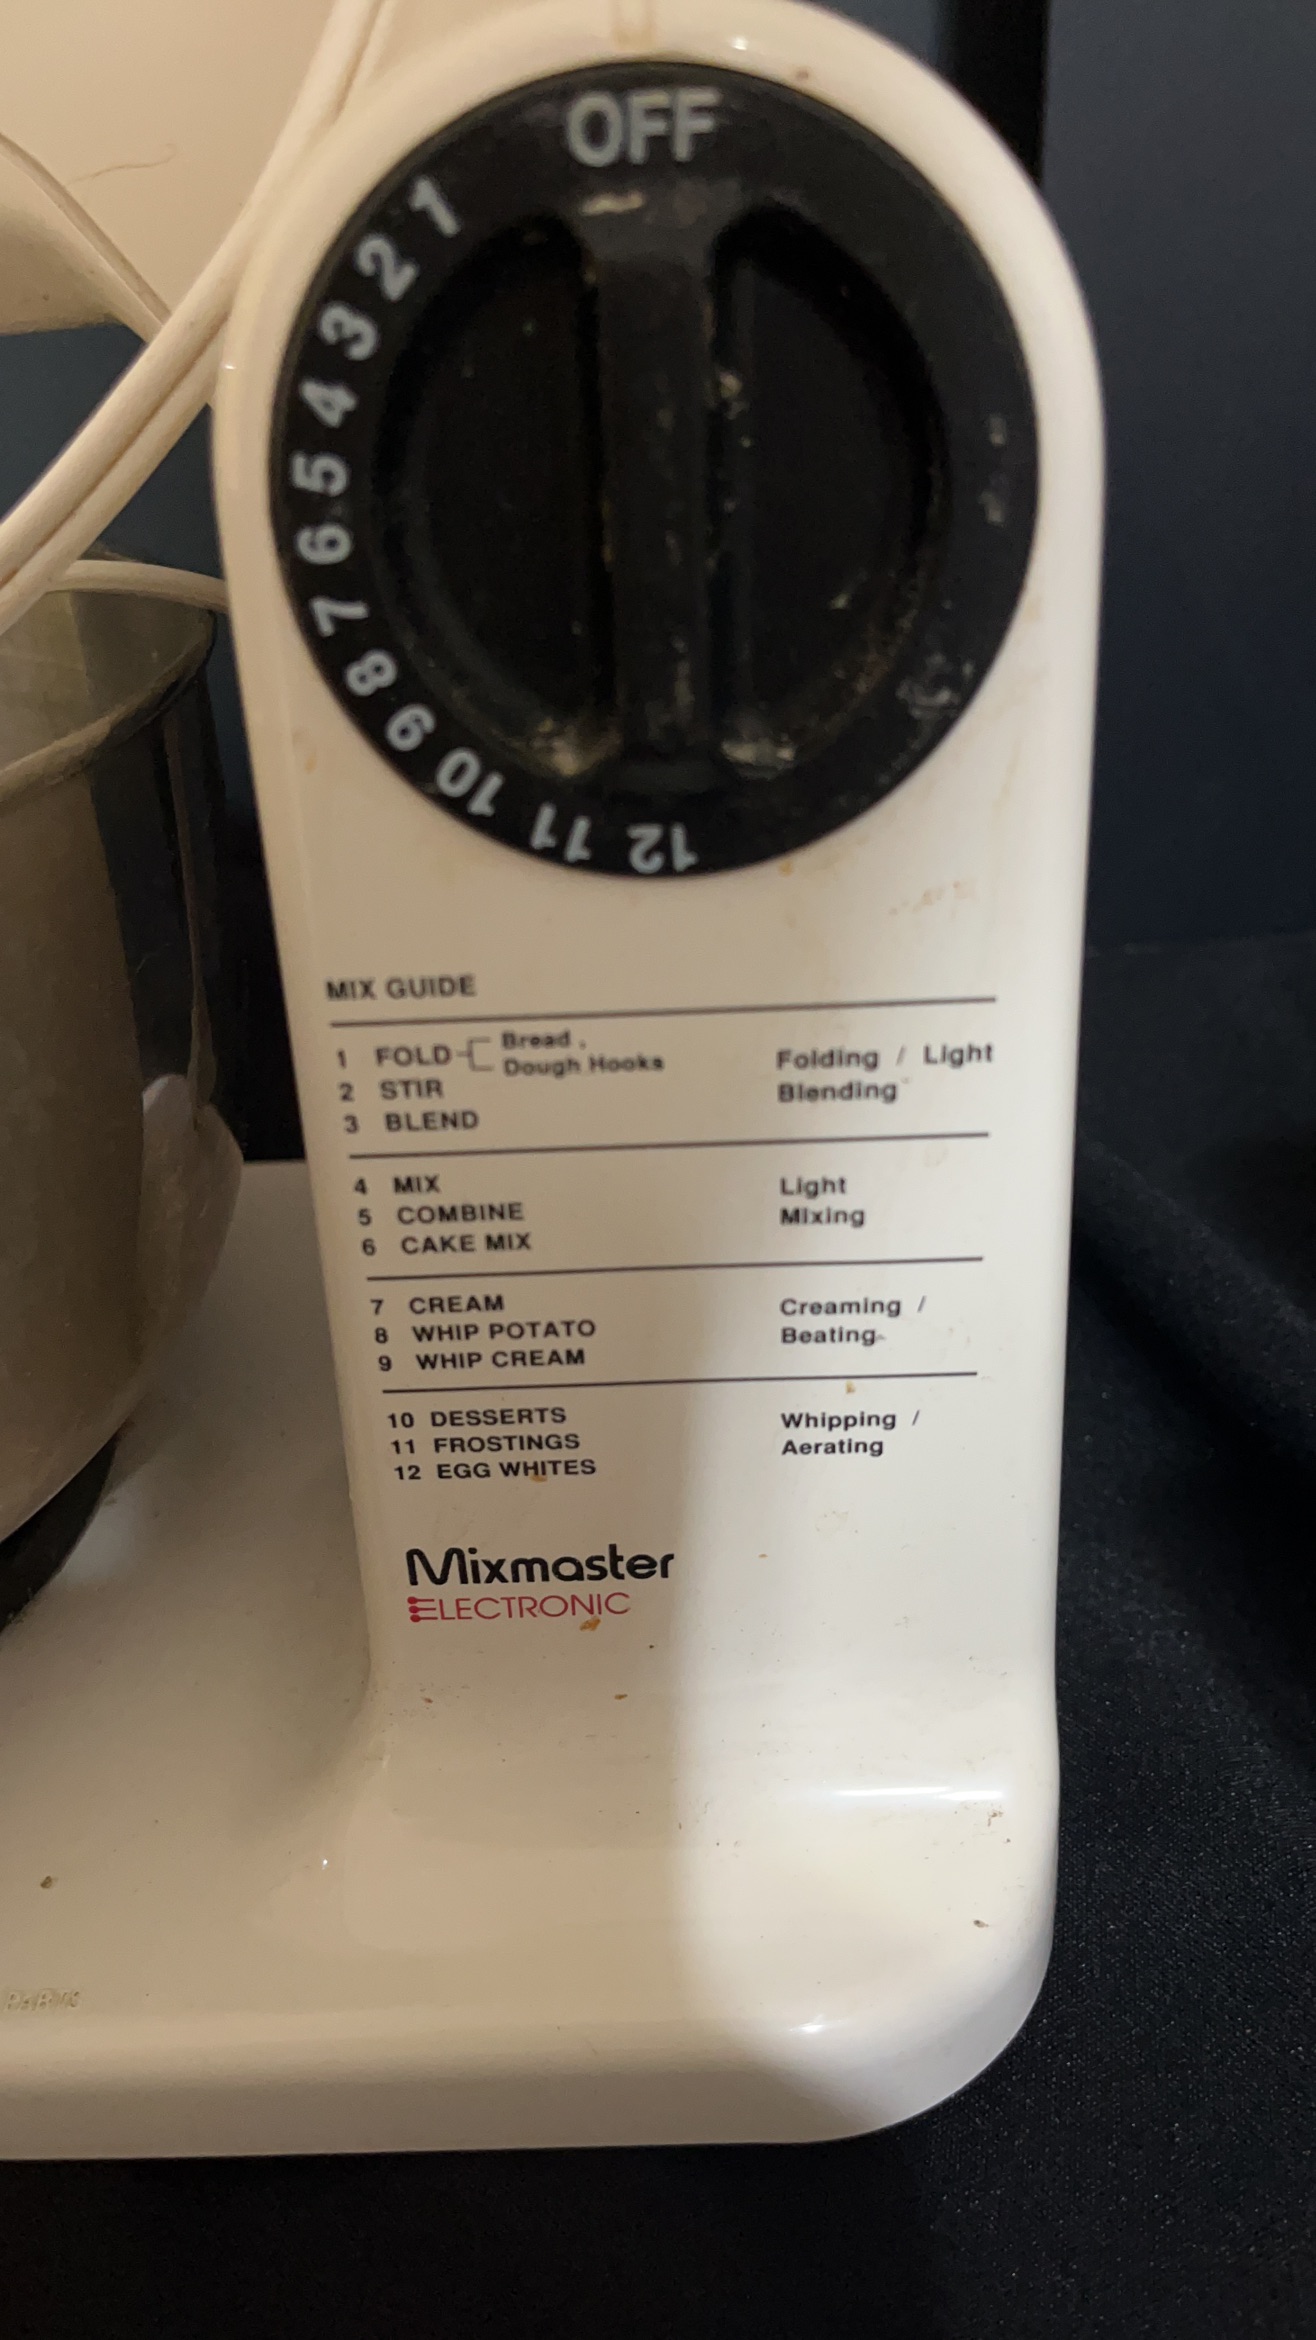 OFF
1
2
3
4
5
6
7
8
9
10
11
12
MIX GUIDE
1 FOLD Bread Folding / Light
Dough Hooks
2 STIR Blending
3 BLEND
4 MIX Light
5 COMBINE Mixing
6 CAKE MIX
7 CREAM Creaming /
8 WHIP POTATO Beating
9 WHIP CREAM
10 DESSERTS Whipping /
11 FROSTINGS Aerating
12 EGG WHITES
Mixmaster
ELECTRONIC